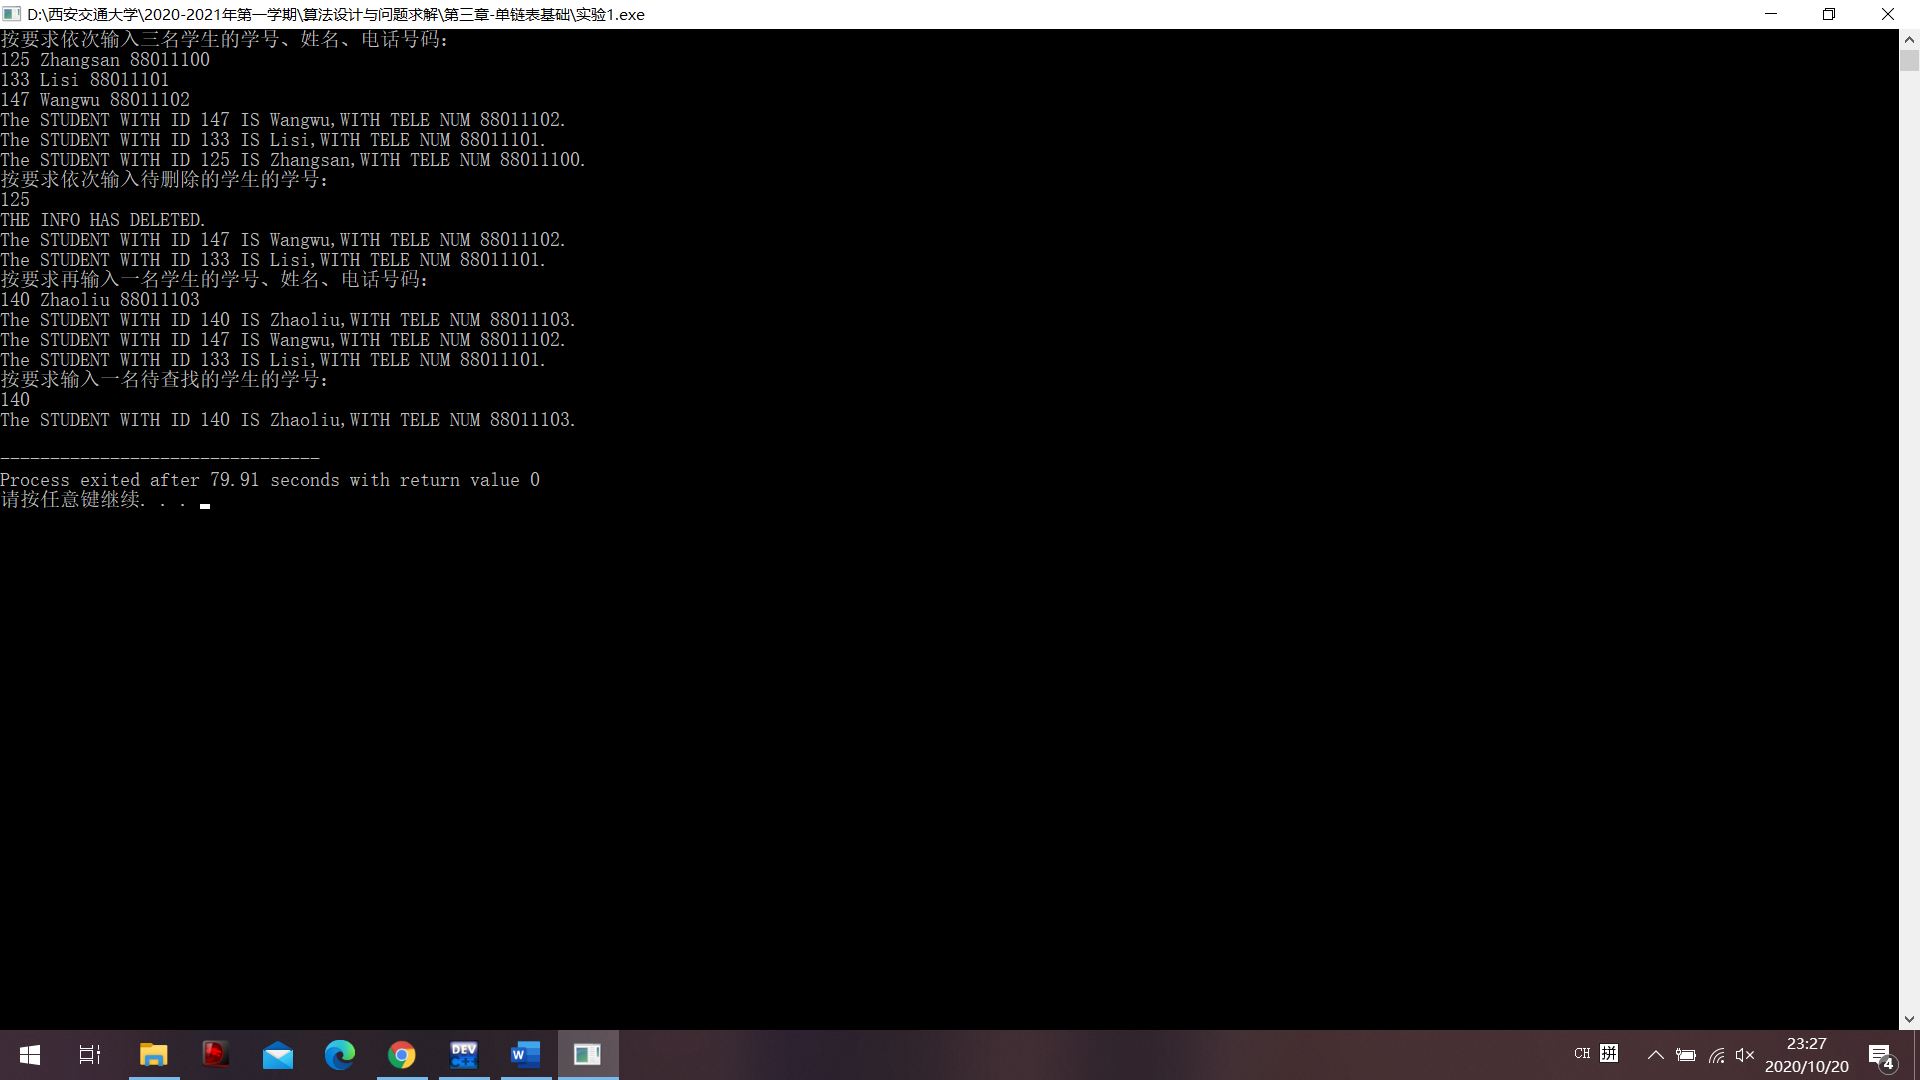 D:\西安交通大学\2020-2021年第一学期\算法设计与问题求解\第三章-单链表基础\实验1.exe
按要求依次输入三名学生的学号、姓名、电话号码：
125 Zhangsan 88011100
133 Lisi 88011101
147 Wangwu 88011102
The STUDENT WITH ID 147 IS Wangwu,WITH TELE NUM 88011102.
The STUDENT WITH ID 133 IS Lisi,WITH TELE NUM 88011101.
The STUDENT WITH ID 125 IS Zhangsan,WITH TELE NUM 88011100.
按要求依次输入待删除的学生的学号：
125
THE INFO HAS DELETED.
The STUDENT WITH ID 147 IS Wangwu,WITH TELE NUM 88011102.
The STUDENT WITH ID 133 IS Lisi,WITH TELE NUM 88011101.
按要求再输入一名学生的学号、姓名、电话号码：
140 Zhaoliu 88011103
The STUDENT WITH ID 140 IS Zhaoliu,WITH TELE NUM 88011103.
The STUDENT WITH ID 147 IS Wangwu,WITH TELE NUM 88011102.
The STUDENT WITH ID 133 IS Lisi,WITH TELE NUM 88011101.
按要求输入一名待查找的学生的学号：
140
The STUDENT WITH ID 140 IS Zhaoliu,WITH TELE NUM 88011103.
--------------------------------
Process exited after 79.91 seconds with return value 0
请按任意键继续. . .
DEV C++
W
CH 拼
23:27
2020/10/20
4